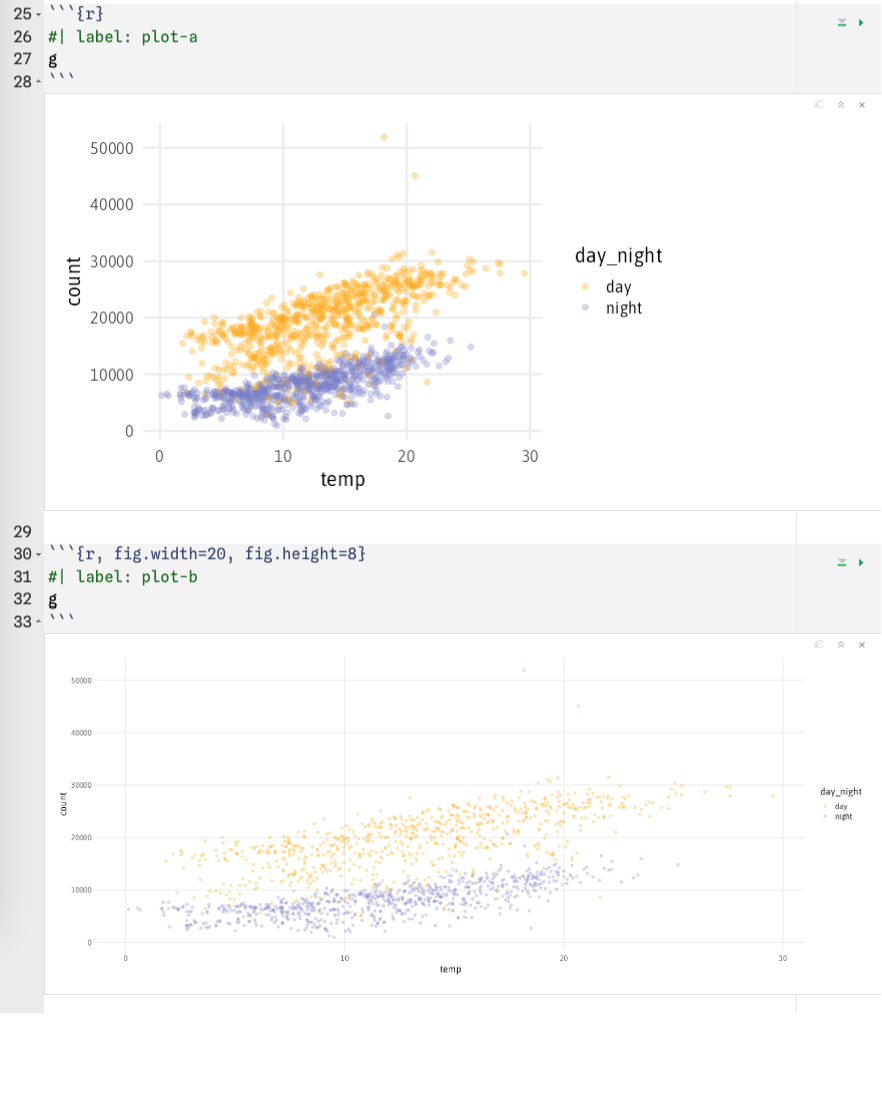 25 ```{r}
26 #| label: plot-a
27 g
28 ```
50000
40000
30000
20000
10000
0
count
0 10 20 30
temp
day_night
day
night
29
30 ```{r, fig.width=20, fig.height=8}
31 #| label: plot-b
32 g
33 ```
50000
40000
30000
20000
10000
0
count
0 10 20 30
temp
day_night
day
night